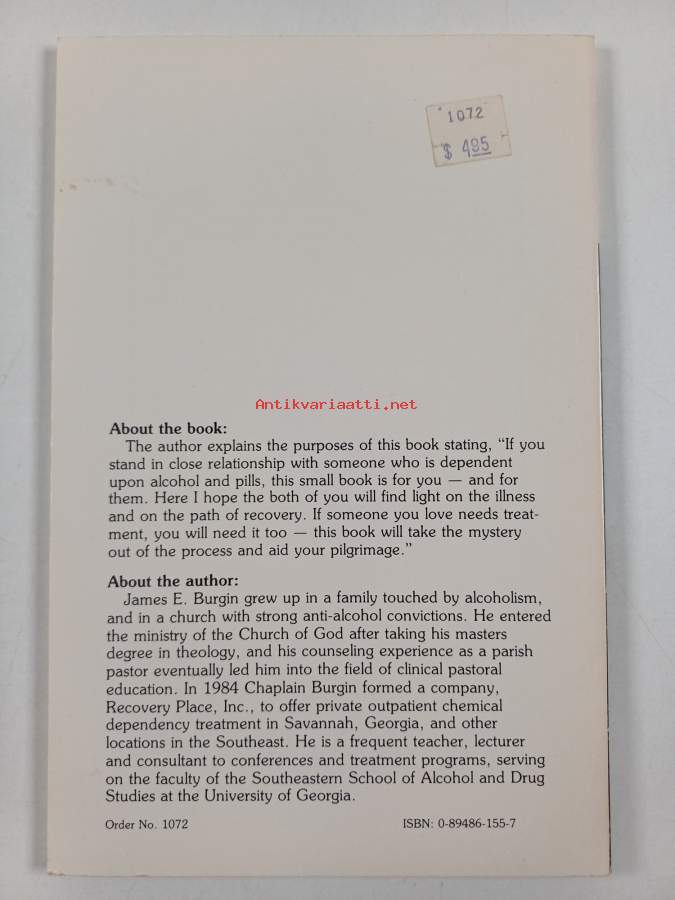 1072
$ 4.95
Antikvariaatti.net
About the book:
The author explains the purposes of this book stating, “If you
stand in close relationship with someone who is dependent
upon alcohol and pills, this small book is for you — and for
them. Here I hope the both of you will find light on the illness
and on the path of recovery. If someone you love needs treat-
ment, you will need it too — this book will take the mystery
out of the process and aid your pilgrimage.”
About the author:
James E. Burgin grew up in a family touched by alcoholism,
and in a church with strong anti-alcohol convictions. He entered
the ministry of the Church of God after taking his masters
degree in theology, and his counseling experience as a parish
pastor eventually led him into the field of clinical pastoral
education. In 1984 Chaplain Burgin formed a company,
Recovery Place, Inc., to offer private outpatient chemical
dependency treatment in Savannah, Georgia, and other
locations in the Southeast. He is a frequent teacher, lecturer
and consultant to conferences and treatment programs, serving
on the faculty of the Southeastern School of Alcohol and Drug
Studies at the University of Georgia.
Order No. 1072
ISBN: 0-89486-155-7